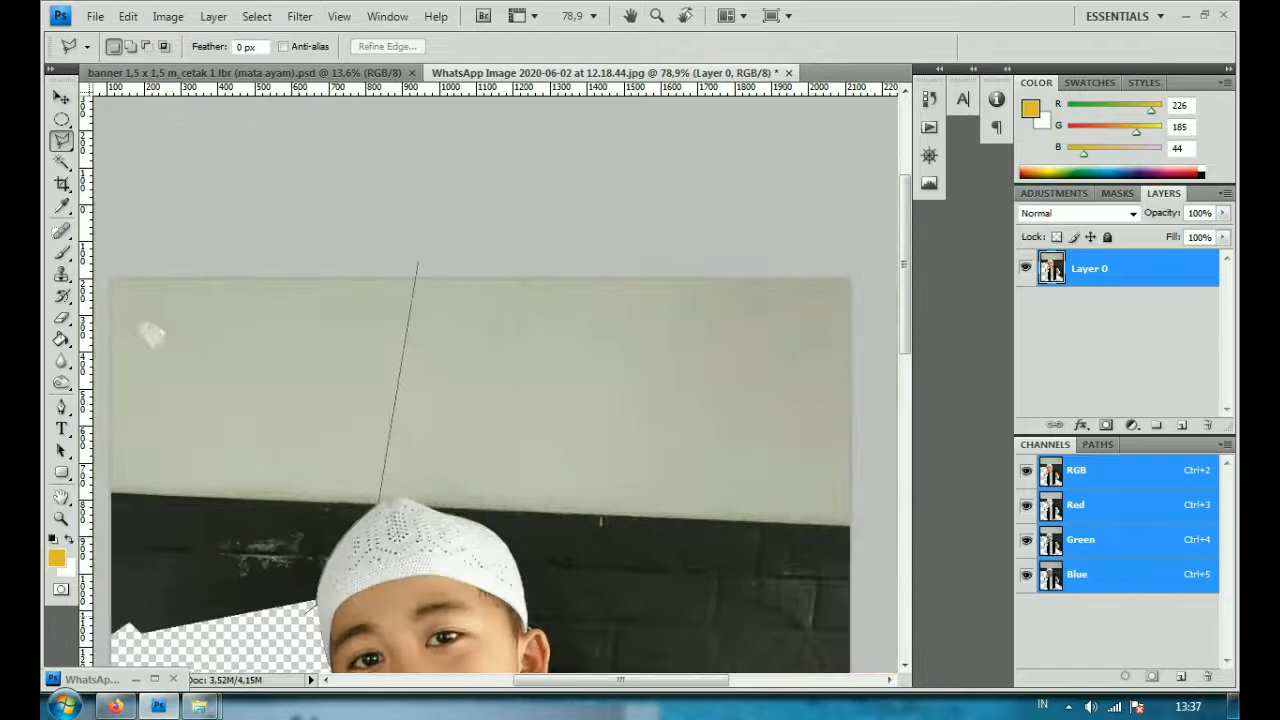 Ps File Edit Image Layer Select Filter View Window Help Br 78,9 ESSENTIALS
Feather: 0 px Anti-alias Refine Edge...
banner 1,5 x 1,5 m_cetak 1 lbr (mata ayam).psd @ 13,6% (RGB/8) WhatsApp Image 2020-06-02 at 12.18.44.jpg @ 78,9% (Layer 0, RGB/8) *
100 200 300 400 500 600 700 800 900 1000 1100 1200 1300 1400 1500 1600 1700 1800 1900 2000 2100 220
COLOR SWATCHES STYLES
R 226
G 185
B 44
ADJUSTMENTS MASKS LAYERS
Normal Opacity: 100%
Lock: Fill: 100%
Layer 0
CHANNELS PATHS
RGB Ctrl+2
Red Ctrl+3
Green Ctrl+4
Blue Ctrl+5
Ps WhatsAp... Doc: 3,52M/4,15M
Ps IN 13:37